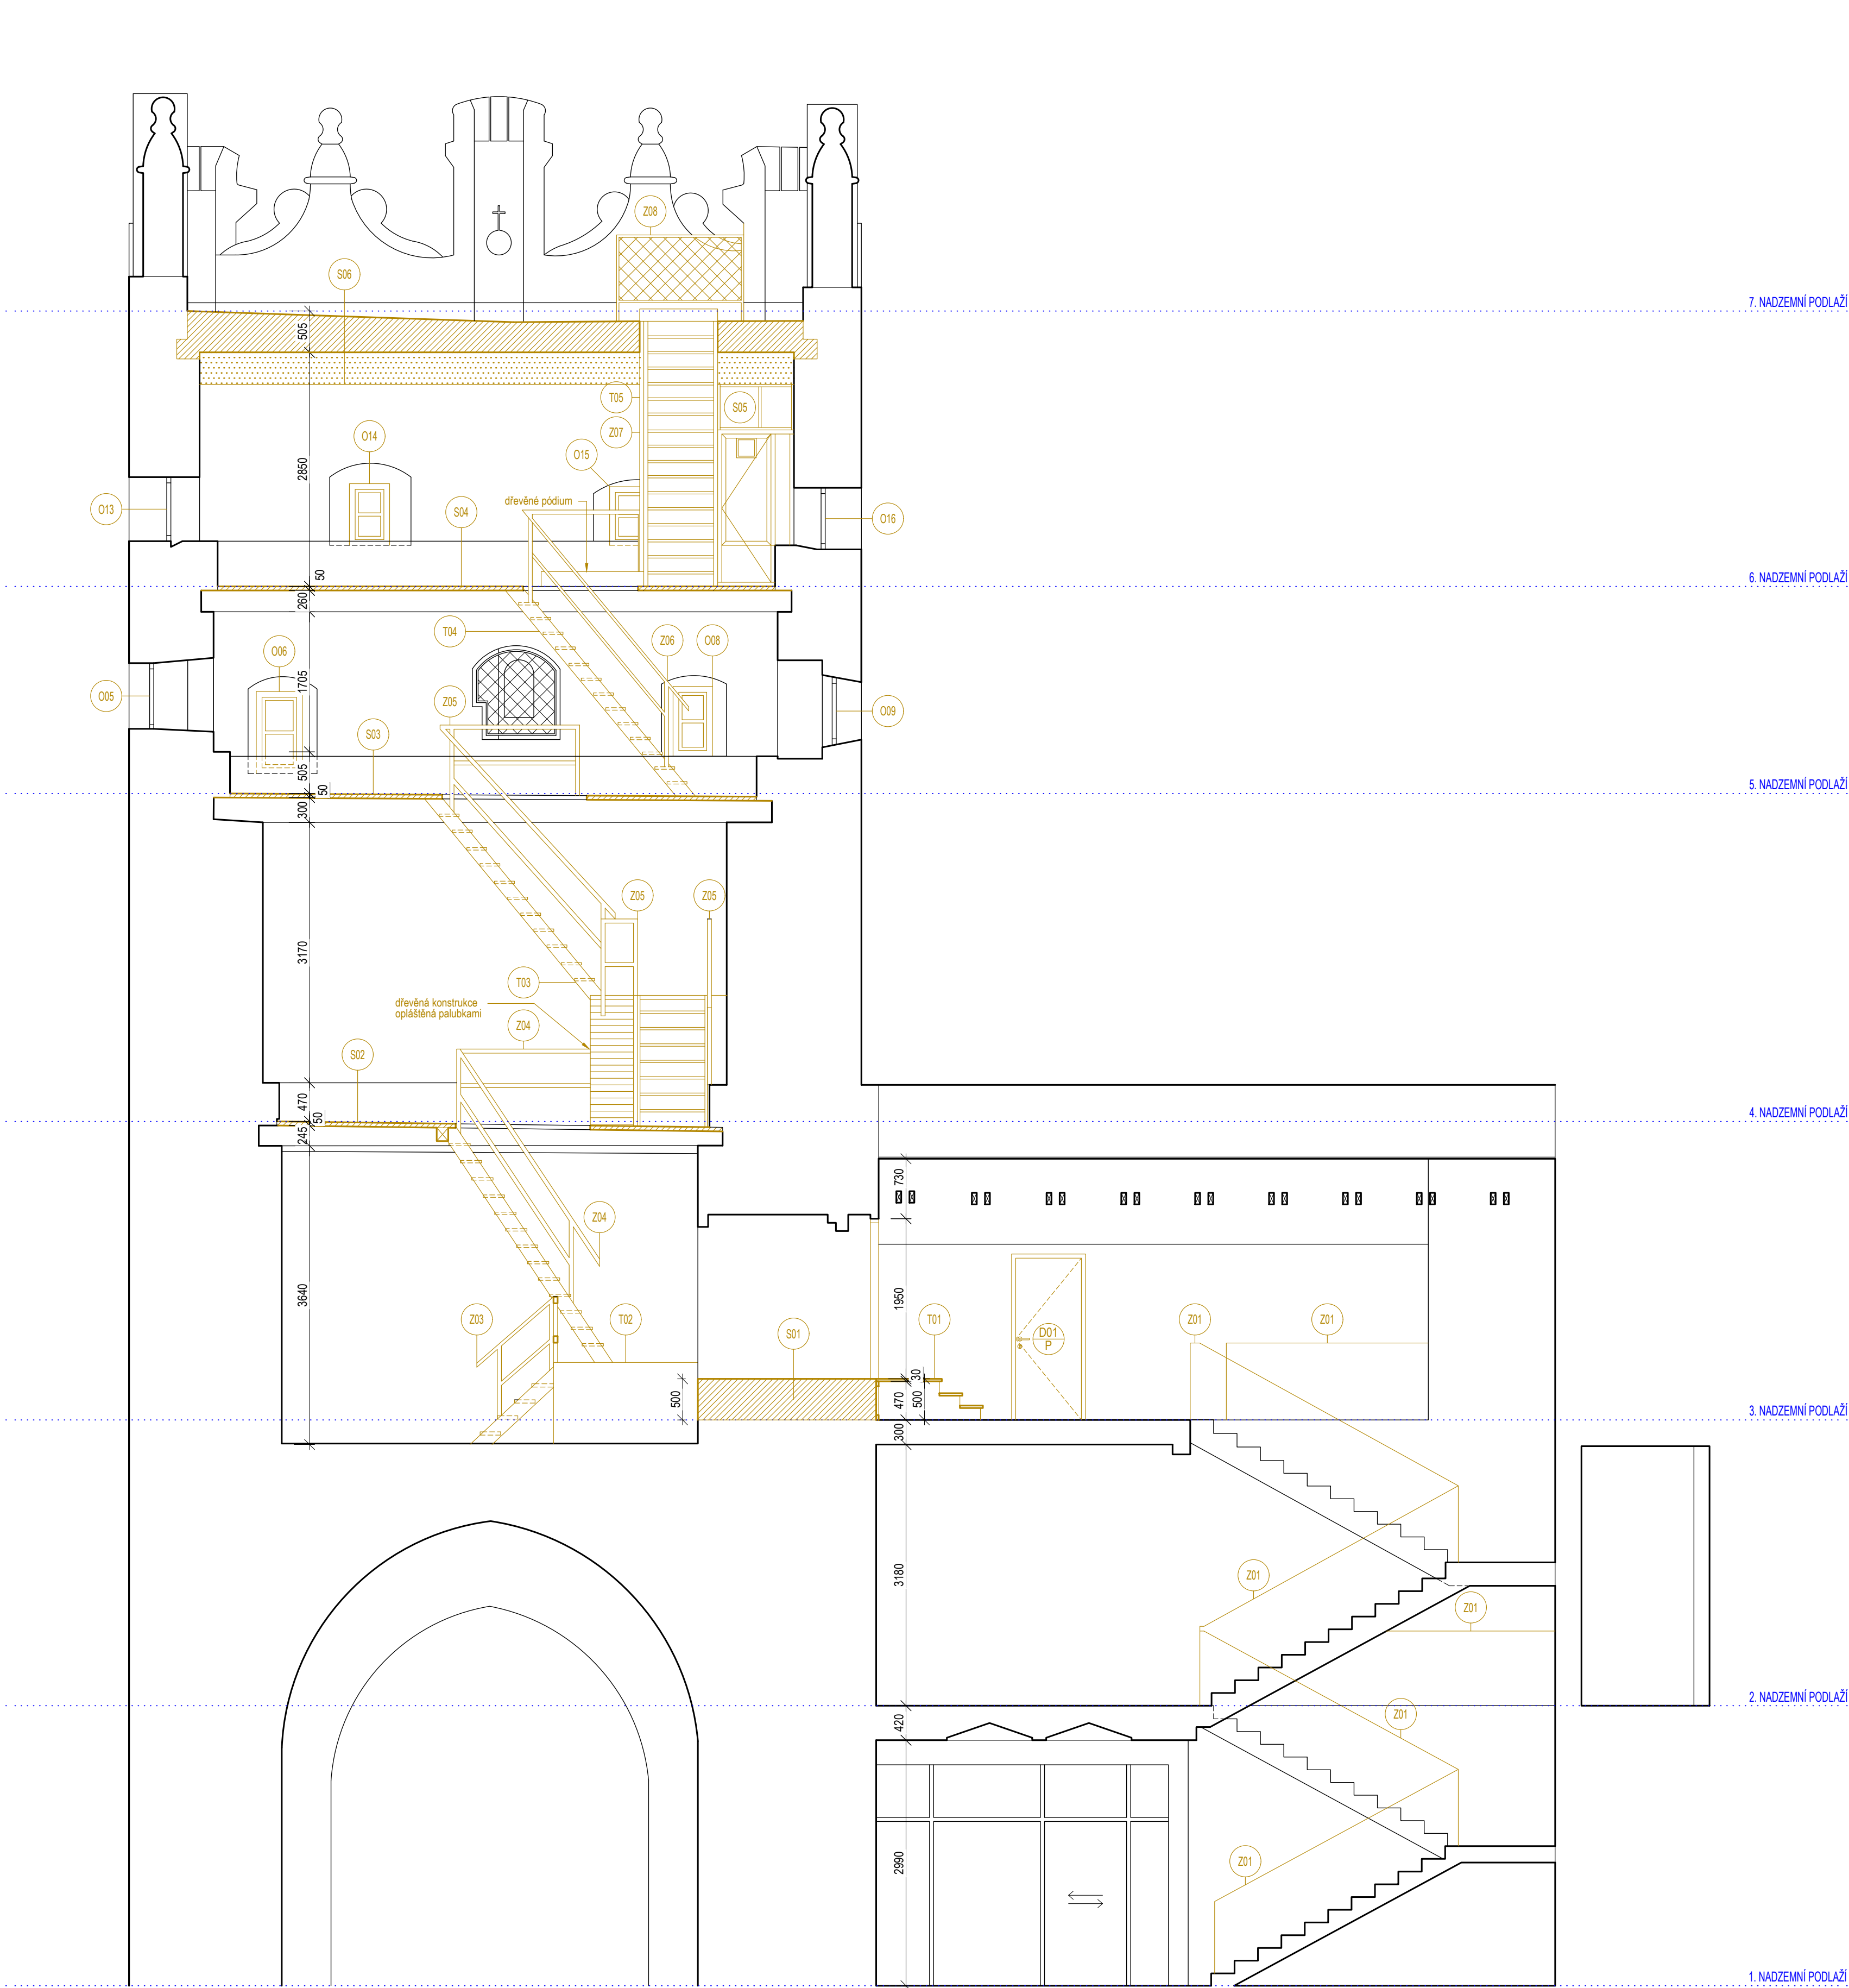 Z08
S06
7. NADZEMNÍ PODLAŽÍ
505
T05
S05
Z07
O14
O15
2850
dřevěné pódium
O13
S04
O16
50
6. NADZEMNÍ PODLAŽÍ
260
T04
Z06
O08
O06
1705
O05
Z05
O09
S03
505
50
5. NADZEMNÍ PODLAŽÍ
300
Z05
Z05
3170
T03
dřevěná konstrukce
opláštěná palubkami
Z04
S02
470
50
4. NADZEMNÍ PODLAŽÍ
245
730
Z04
3640
1950
Z03
T02
S01
T01
D01
P
Z01
Z01
30
500
470
500
3. NADZEMNÍ PODLAŽÍ
300
3180
Z01
Z01
2. NADZEMNÍ PODLAŽÍ
420
Z01
2990
Z01
1. NADZEMNÍ PODLAŽÍ